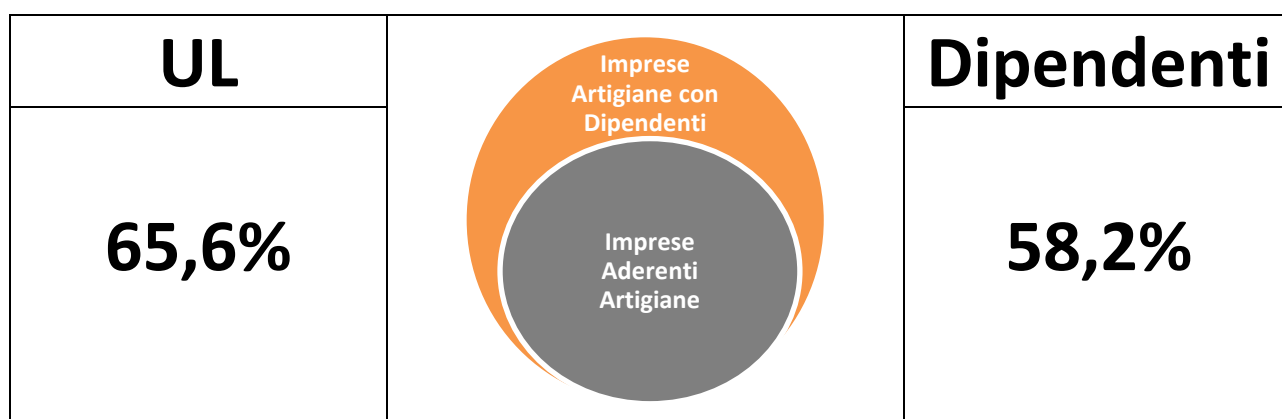 UL
Imprese
Artigiane con
Dipendenti
Dipendenti
65,6%
Imprese
Aderenti
Artigiane
58,2%